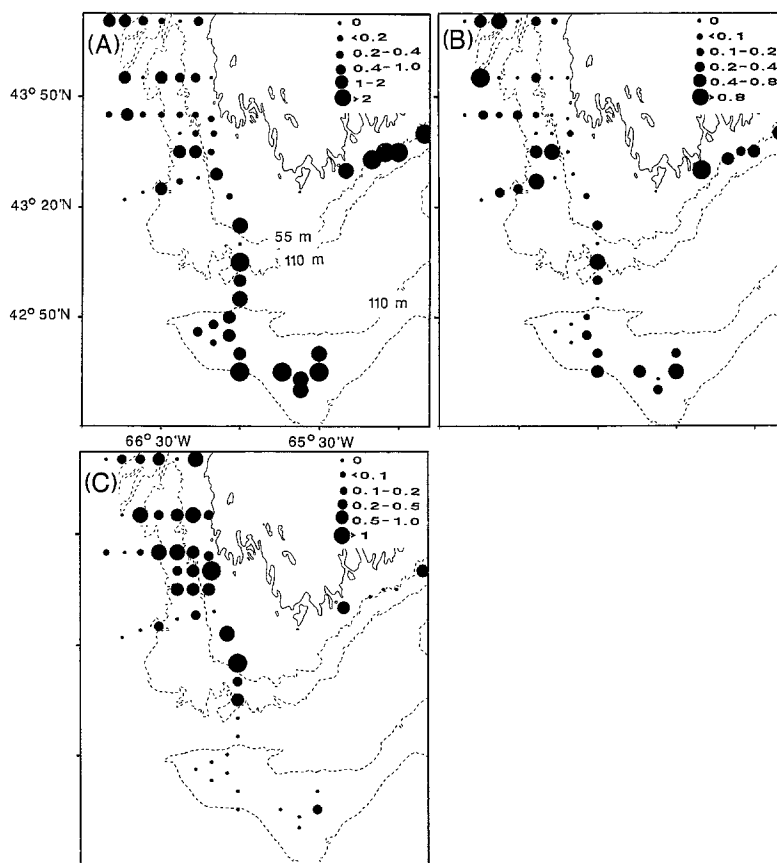 (A)
0
<0.2
0.2-0.4
0.4-1.0
1-2
>2
43° 50'N
43° 20'N
55 m
110 m
110 m
42° 50'N
66° 30'W
65° 30'W
(B)
0
<0.1
0.1-0.2
0.2-0.4
0.4-0.8
>0.8
(C)
0
<0.1
0.1-0.2
0.2-0.5
0.5-1.0
>1